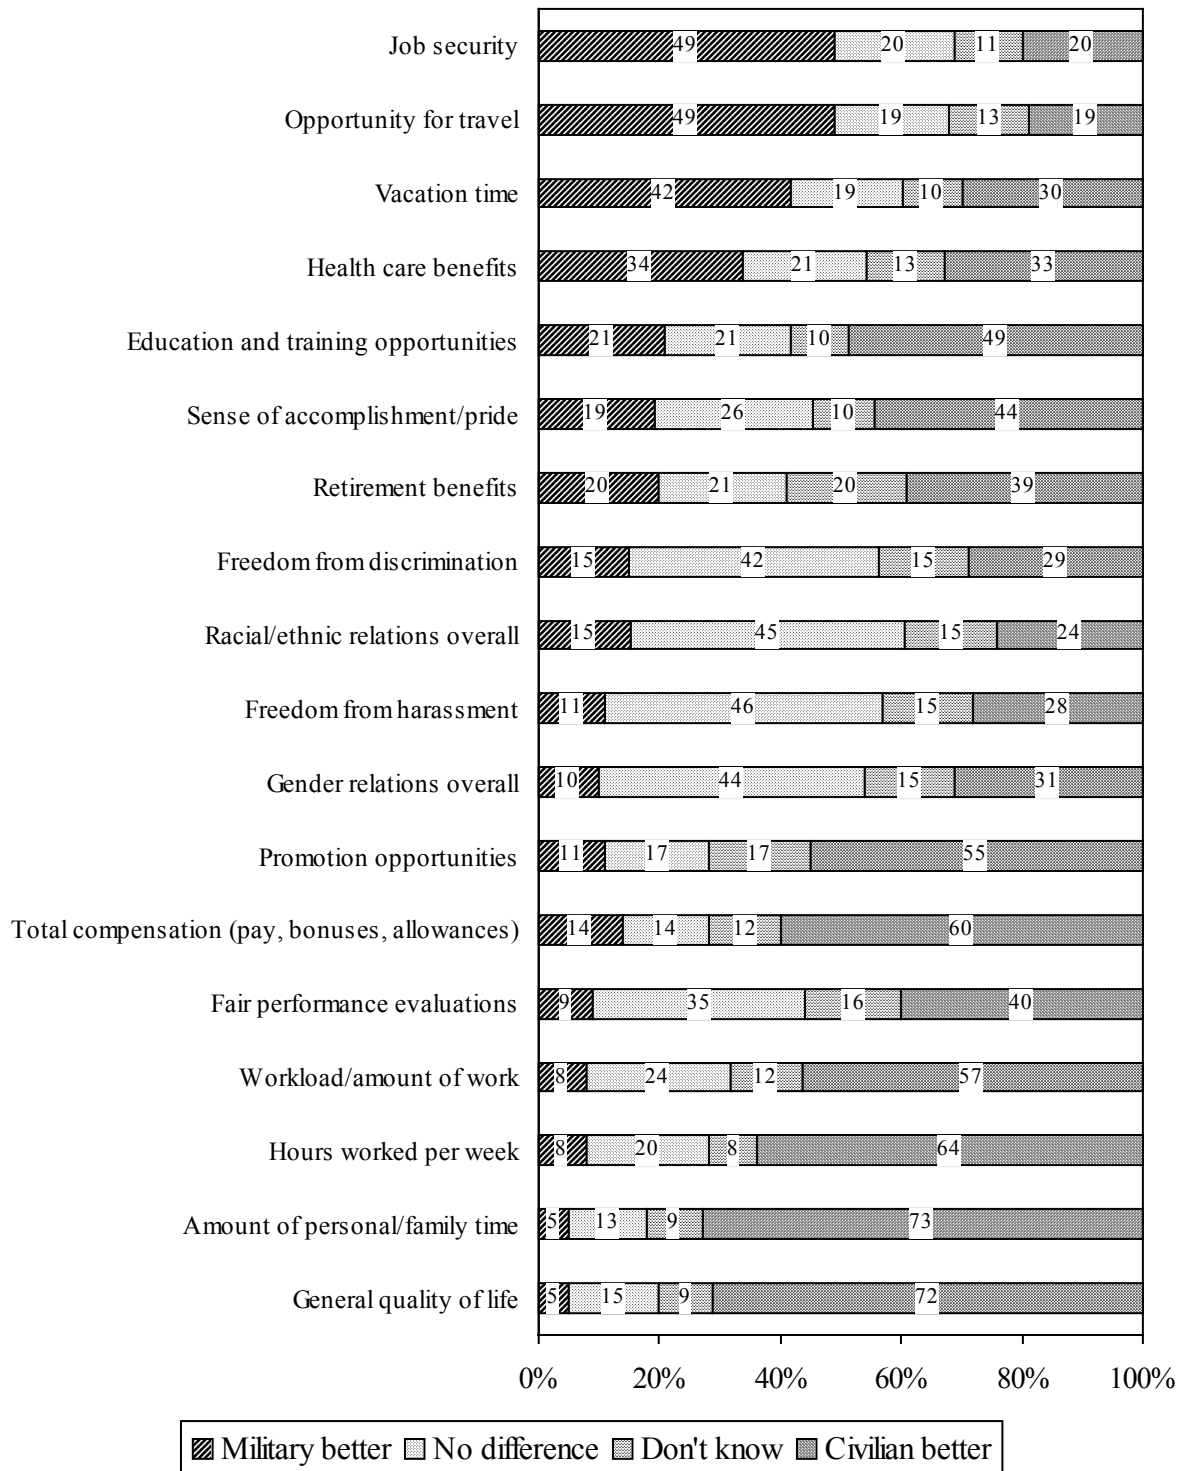 Job security 49 20 11 20
Opportunity for travel 49 19 13 19
Vacation time 42 19 10 30
Health care benefits 34 21 13 33
Education and training opportunities 21 21 10 49
Sense of accomplishment/pride 19 26 10 44
Retirement benefits 20 21 20 39
Freedom from discrimination 15 42 15 29
Racial/ethnic relations overall 15 45 15 24
Freedom from harassment 11 46 15 28
Gender relations overall 10 44 15 31
Promotion opportunities 11 17 17 55
Total compensation (pay, bonuses, allowances) 14 14 12 60
Fair performance evaluations 9 35 16 40
Workload/amount of work 8 24 12 57
Hours worked per week 8 20 8 64
Amount of personal/family time 5 13 9 73
General quality of life 5 15 9 72
0% 20% 40% 60% 80% 100%
Military better No difference Don't know Civilian better